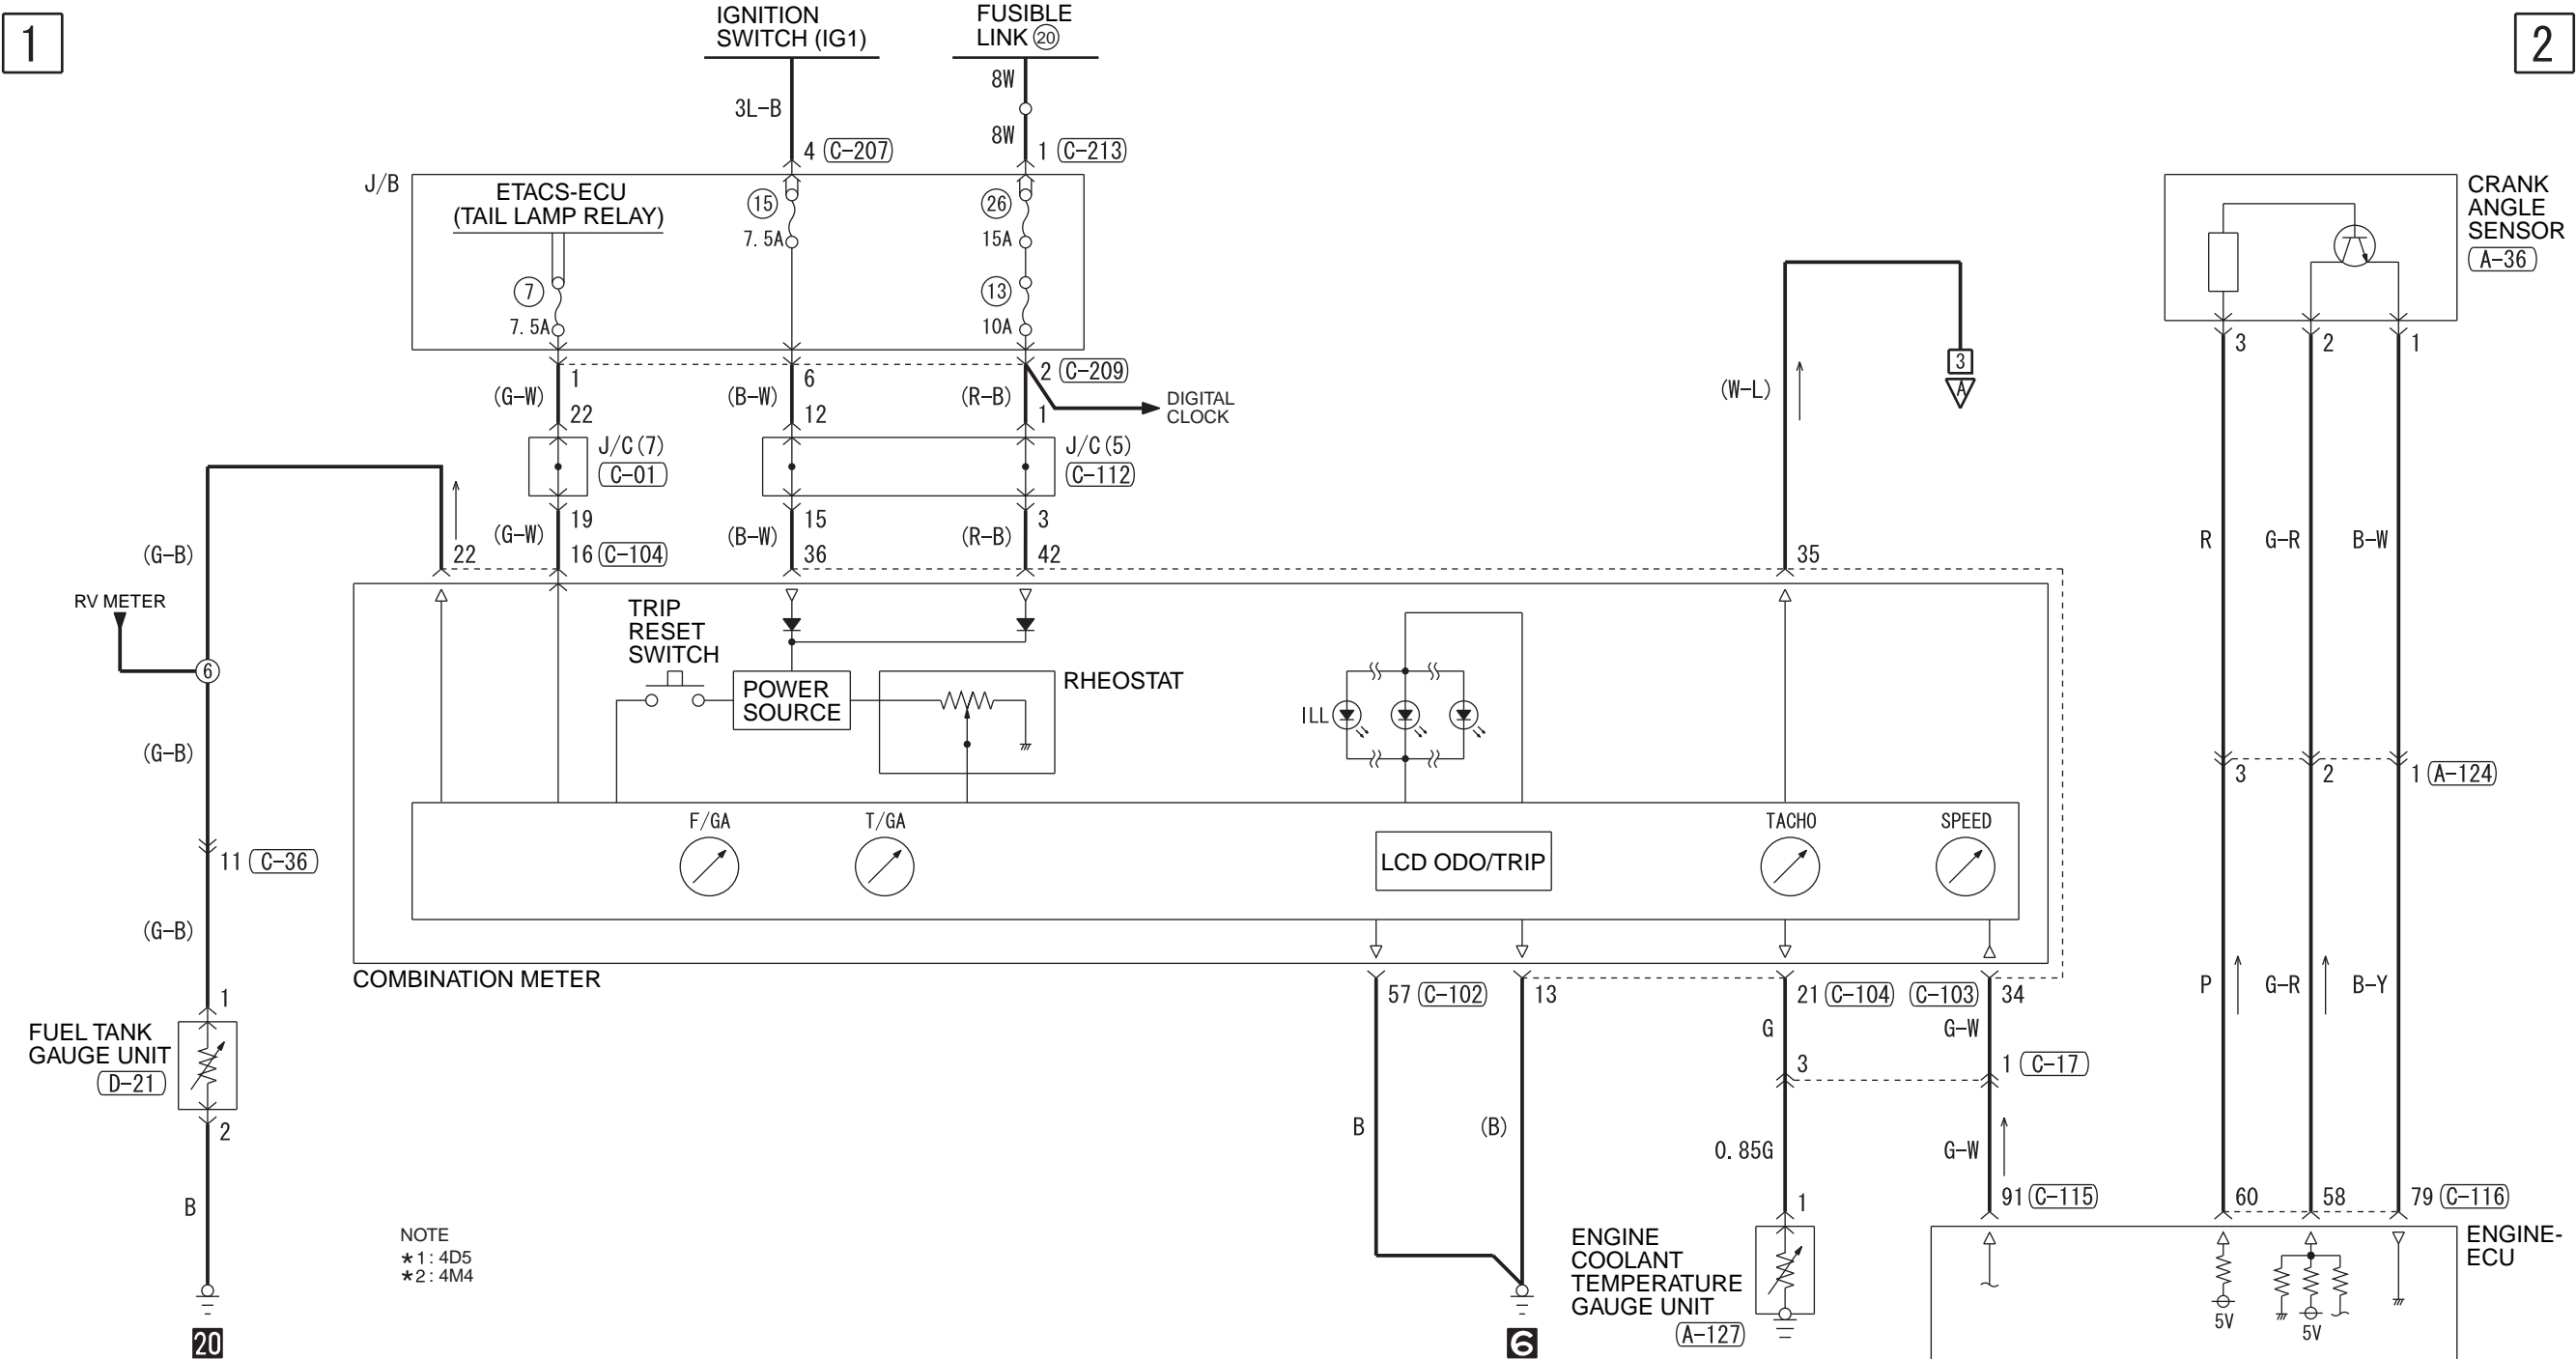 1
2
IGNITION
SWITCH (IG1)
FUSIBLE
LINK 20
8W
3L-B
8W
4 C-207
1 C-213
J/B
ETACS-ECU
(TAIL LAMP RELAY)
15
7.5A
26
15A
7
7.5A
13
10A
CRANK
ANGLE
SENSOR
A-36
3
2
1
1
6
2 C-209
(G-W)
(B-W)
(R-B)
22
12
1
DIGITAL
CLOCK
(W-L)
3
A
J/C(7)
C-01
J/C(5)
C-112
19
15
3
(G-W)
(B-W)
(R-B)
(G-B)
22
16 C-104
36
42
35
R
G-R
B-W
RV METER
6
TRIP
RESET
SWITCH
POWER
SOURCE
RHEOSTAT
ILL
(G-B)
3
2
1 A-124
F/GA
T/GA
LCD ODO/TRIP
TACHO
SPEED
11 C-36
(G-B)
COMBINATION METER
1
57 C-102
13
21 C-104
C-103 34
P
G-R
B-Y
FUEL TANK
GAUGE UNIT
D-21
G
G-W
3
1 C-17
2
B
(B)
0.85G
G-W
B
1
91 C-115
60
58
79 C-116
NOTE
*1: 4D5
*2: 4M4
ENGINE
COOLANT
TEMPERATURE
GAUGE UNIT
A-127
ENGINE-
ECU
5V
5V
20
6